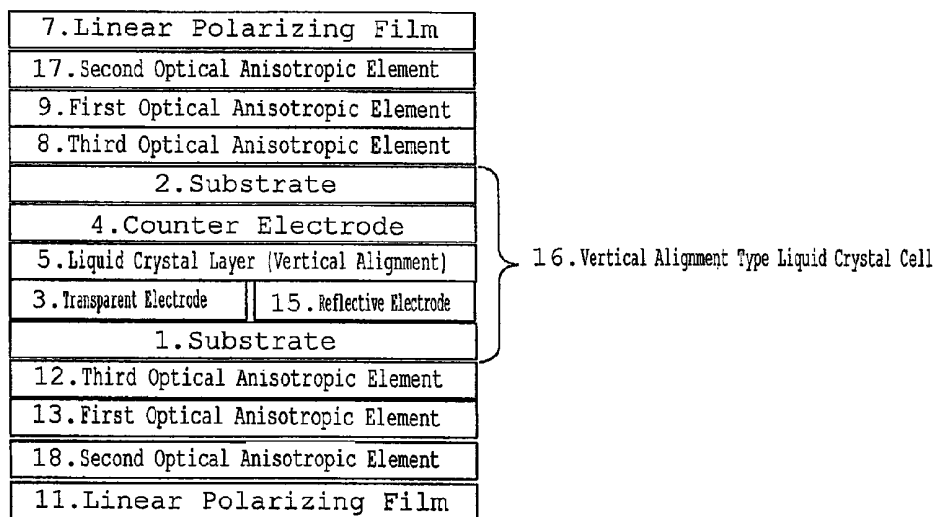 7.Linear Polarizing Film
17.Second Optical Anisotropic Element
9.First Optical Anisotropic Element
8.Third Optical Anisotropic Element
2.Substrate
4.Counter Electrode
5.Liquid Crystal Layer (Vertical Alignment)
16.Vertical Alignment Type Liquid Crystal Cell
3.Transparent Electrode 15.Reflective Electrode
1.Substrate
12.Third Optical Anisotropic Element
13.First Optical Anisotropic Element
18.Second Optical Anisotropic Element
11.Linear Polarizing Film